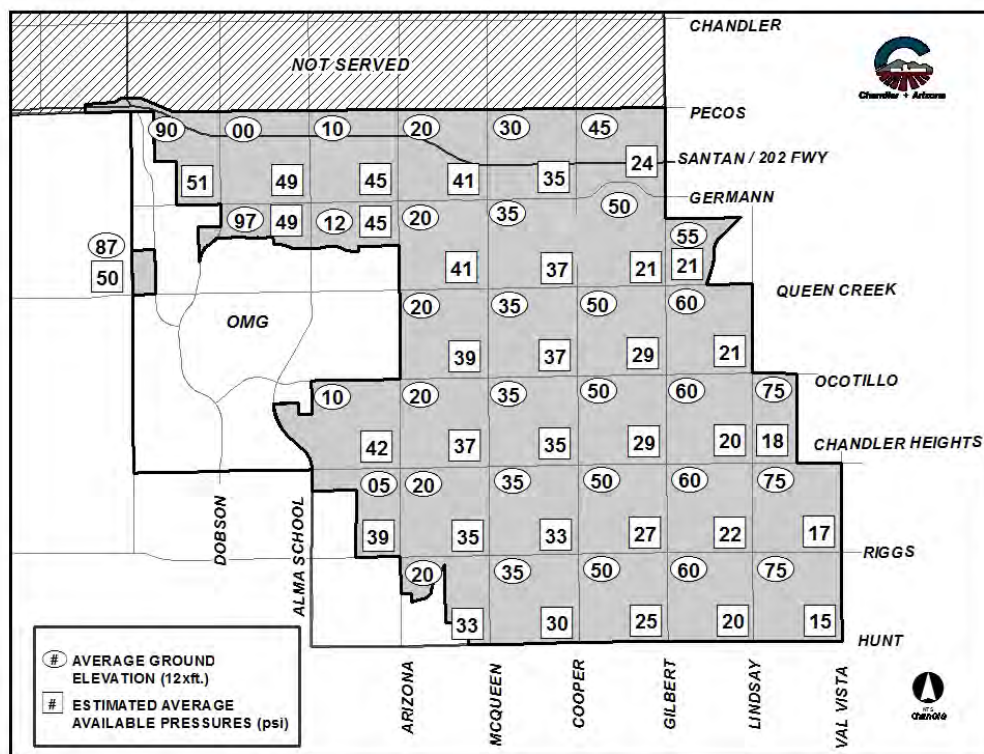 CHANDLER
NOT SERVED
Chandler + Arizona
PECOS
90 00 10 20 30 45
SANTAN / 202 FWY
51 49 45 41 35 24
GERMANN
97 49 12 45 20 35 50
55
87
50 41 37 21 21
QUEEN CREEK
20 35 50 60
OMG
39 37 29 21
OCOTILLO
10 20 35 50 60 75
42 37 35 29 20 18
CHANDLER HEIGHTS
05 20 35 50 60 75
39 35 33 27 22 17
DOBSON
ALMA SCHOOL
RIGGS
20 35 50 60 75
33 30 25 20 15
HUNT
# AVERAGE GROUND
ELEVATION (12xft.)
# ESTIMATED AVERAGE
AVAILABLE PRESSURES (psi)
ARIZONA
MCQUEEN
COOPER
GILBERT
LINDSAY
VAL VISTA